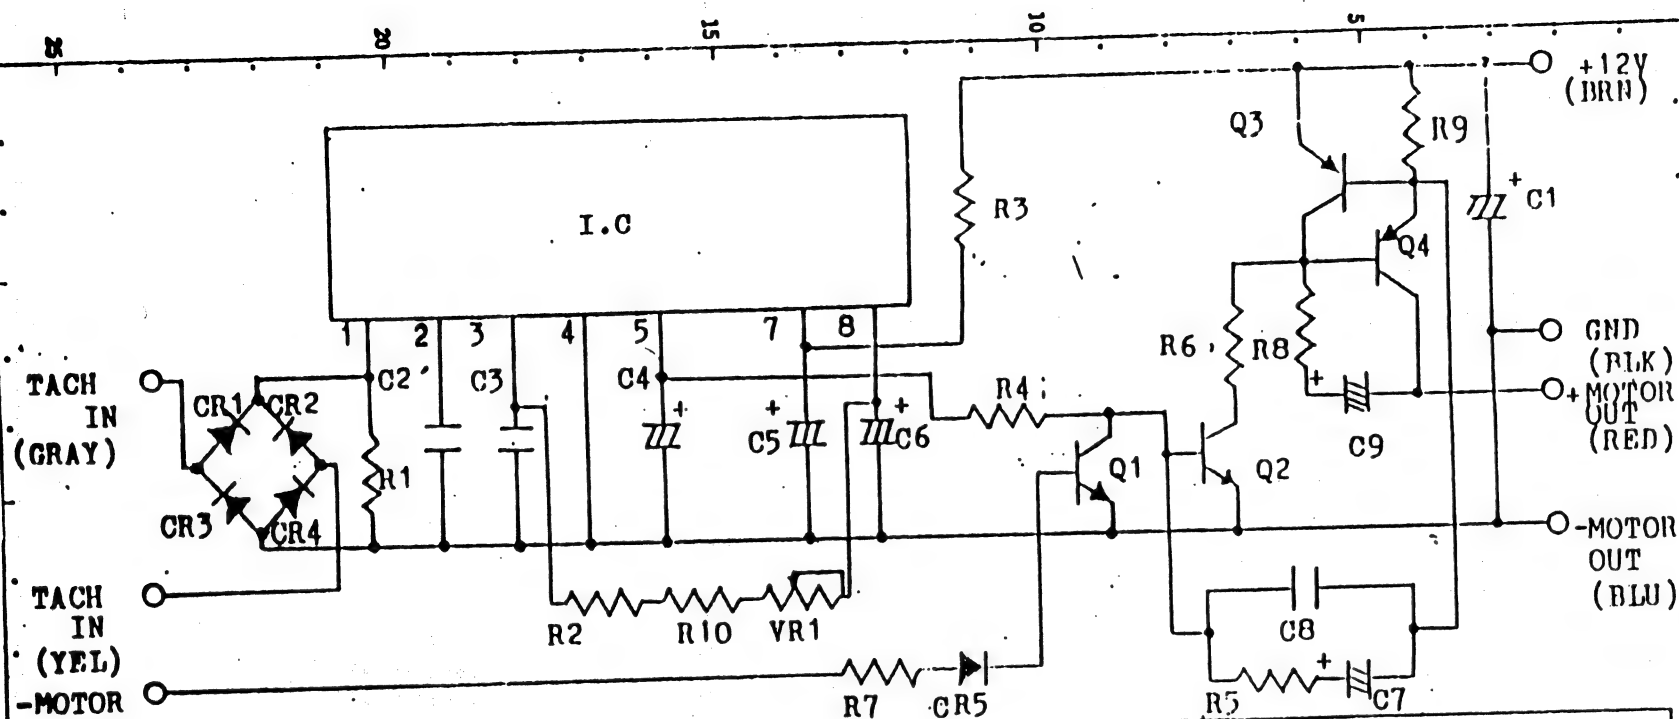 25 20 15 10 5
+12V
(BRN)
Q3
R9
I.C
R3
C1
Q4
1 2 3 4 5 7 8
GND
(BLK)
R6 R8
TACH
IN
(GRAY)
C2 C3 C4
R4
+MOTOR
OUT
(RED)
CR1 CR2
+ + + +
C5 C6
C9
R1
Q1 Q2
CR3 CR4
-MOTOR
OUT
(BLU)
TACH
IN
(YEL)
R2 R10 VR1
C8
-MOTOR
R7 CR5
R5 + C7